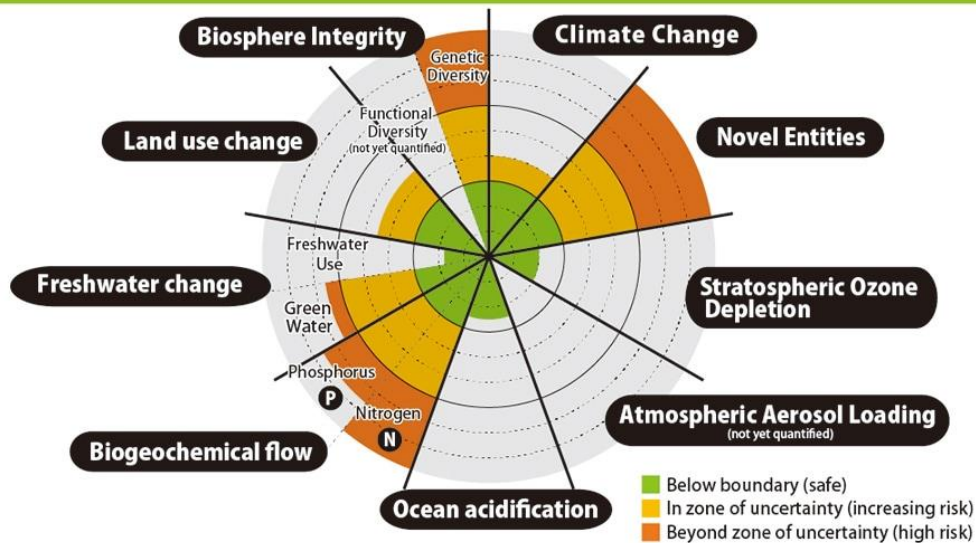 Biosphere Integrity
Climate Change
Genetic
Diversity
Functional
Diversity
(not yet quantified)
Land use change
Novel Entities
Freshwater
Use
Freshwater change
Green
Water
Stratospheric Ozone
Depletion
Phosphorus
P
Nitrogen
N
Biogeochemical flow
Atmospheric Aerosol Loading
(not yet quantified)
Ocean acidification
Below boundary (safe)
In zone of uncertainty (increasing risk)
Beyond zone of uncertainty (high risk)